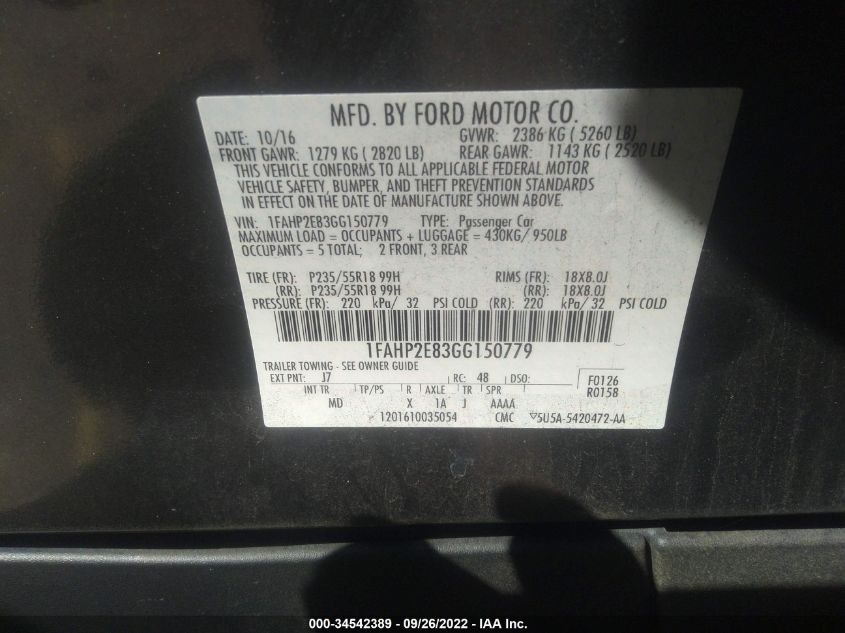 MFD. BY FORD MOTOR CO.
DATE: 10/16 GVWR: 2386 KG ( 5260 LB)
FRONT GAWR: 1279 KG ( 2820 LB) REAR GAWR: 1143 KG ( 2520 LB)
THIS VEHICLE CONFORMS TO ALL APPLICABLE FEDERAL MOTOR
VEHICLE SAFETY, BUMPER, AND THEFT PREVENTION STANDARDS
IN EFFECT ON THE DATE OF MANUFACTURE SHOWN ABOVE.
VIN: 1FAHP2E83GG150779 TYPE: Passenger Car
MAXIMUM LOAD = OCCUPANTS + LUGGAGE = 430KG/ 950LB
OCCUPANTS = 5 TOTAL; 2 FRONT, 3 REAR
TIRE (FR): P235/55R18 99H RIMS (FR): 18X8.0J
(RR): P235/55R18 99H (RR): 18X8.0J
PRESSURE (FR): 220 kPa/ 32 PSI COLD (RR): 220 kPa/ 32 PSI COLD
1FAHP2E83GG150779
TRAILER TOWING - SEE OWNER GUIDE
EXT PNT: J7 RC: 48 DSO: F0126
INT TR TP/PS R AXLE TR SPR R0158
MD X 1A J AAAA
1201610035054 CMC ▽5U5A-5420472-AA
000-34542389 - 09/26/2022 - IAA Inc.